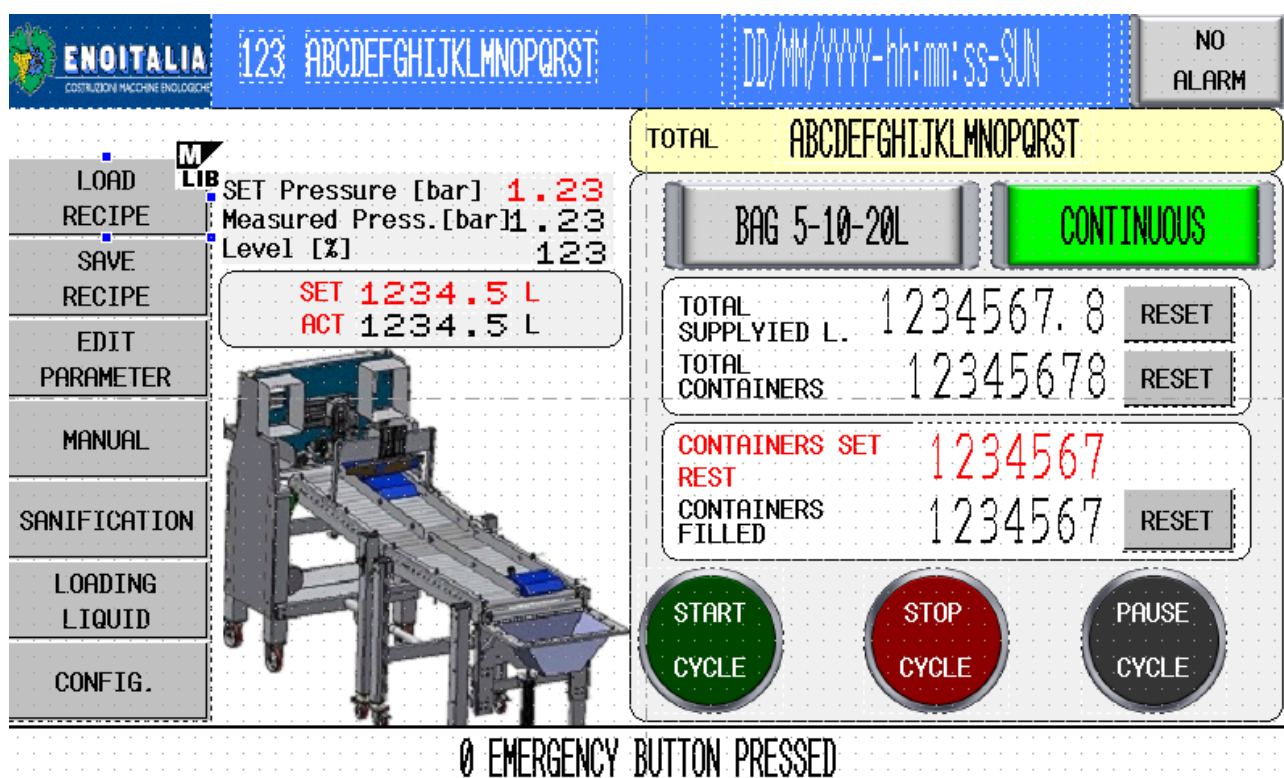 ENOITALIA
COSTRUZIONI MACCHINE ENOLOGICHE
123 ABCDEFGHIJKLMNOPQRST
DD/MM/YYYY-hh:mm:ss-SUN
NO
ALARM
TOTAL ABCDEFGHIJKLMNOPQRST
M
LIB
LOAD
RECIPE
SAVE
RECIPE
EDIT
PARAMETER
MANUAL
SANIFICATION
LOADING
LIQUID
CONFIG.
SET Pressure [bar] 1.23
Measured Press.[bar]1.23
Level [%] 123
SET 1234.5 L
ACT 1234.5 L
BAG 5-10-20L
CONTINUOUS
TOTAL
SUPPLYIED L. 1234567.8 RESET
TOTAL
CONTAINERS 12345678 RESET
CONTAINERS SET
REST 1234567
CONTAINERS
FILLED 1234567 RESET
START
CYCLE
STOP
CYCLE
PAUSE
CYCLE
0 EMERGENCY BUTTON PRESSED